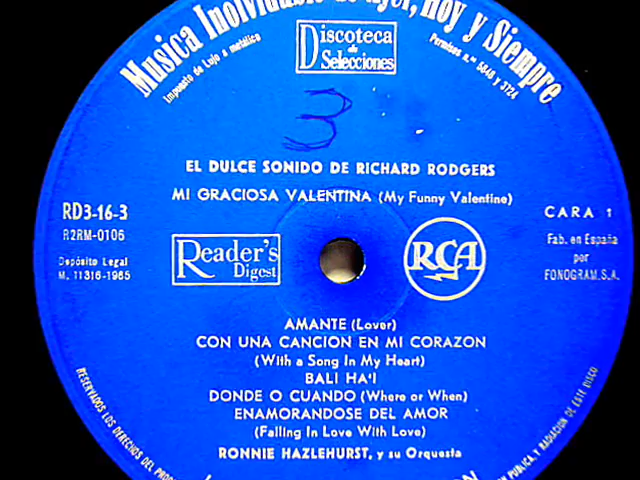 Musica Inolvidable de Ayer, Hoy y Siempre
Impuesto de Lujo a metálico
Discoteca
de
Selecciones
Permisos n.os 5848 y 3724
3
EL DULCE SONIDO DE RICHARD RODGERS
MI GRACIOSA VALENTINA (My Funny Valentine)
RD3-16-3
R2RM-0106
Depósito Legal
M. 11316-1965
Reader's
Digest
RCA
CARA 1
Fab. en España
por
FONOGRAM.S.A.
AMANTE (Lover)
CON UNA CANCION EN MI CORAZON
(With a Song In My Heart)
BALI HA'I
DONDE O CUANDO (Where or When)
ENAMORANDOSE DEL AMOR
(Falling In Love With Love)
RONNIE HAZLEHURST, y su Orquesta
RESERVADOS LOS DERECHOS DEL
PUBLICA Y RADIACION DE ESTE DISCO